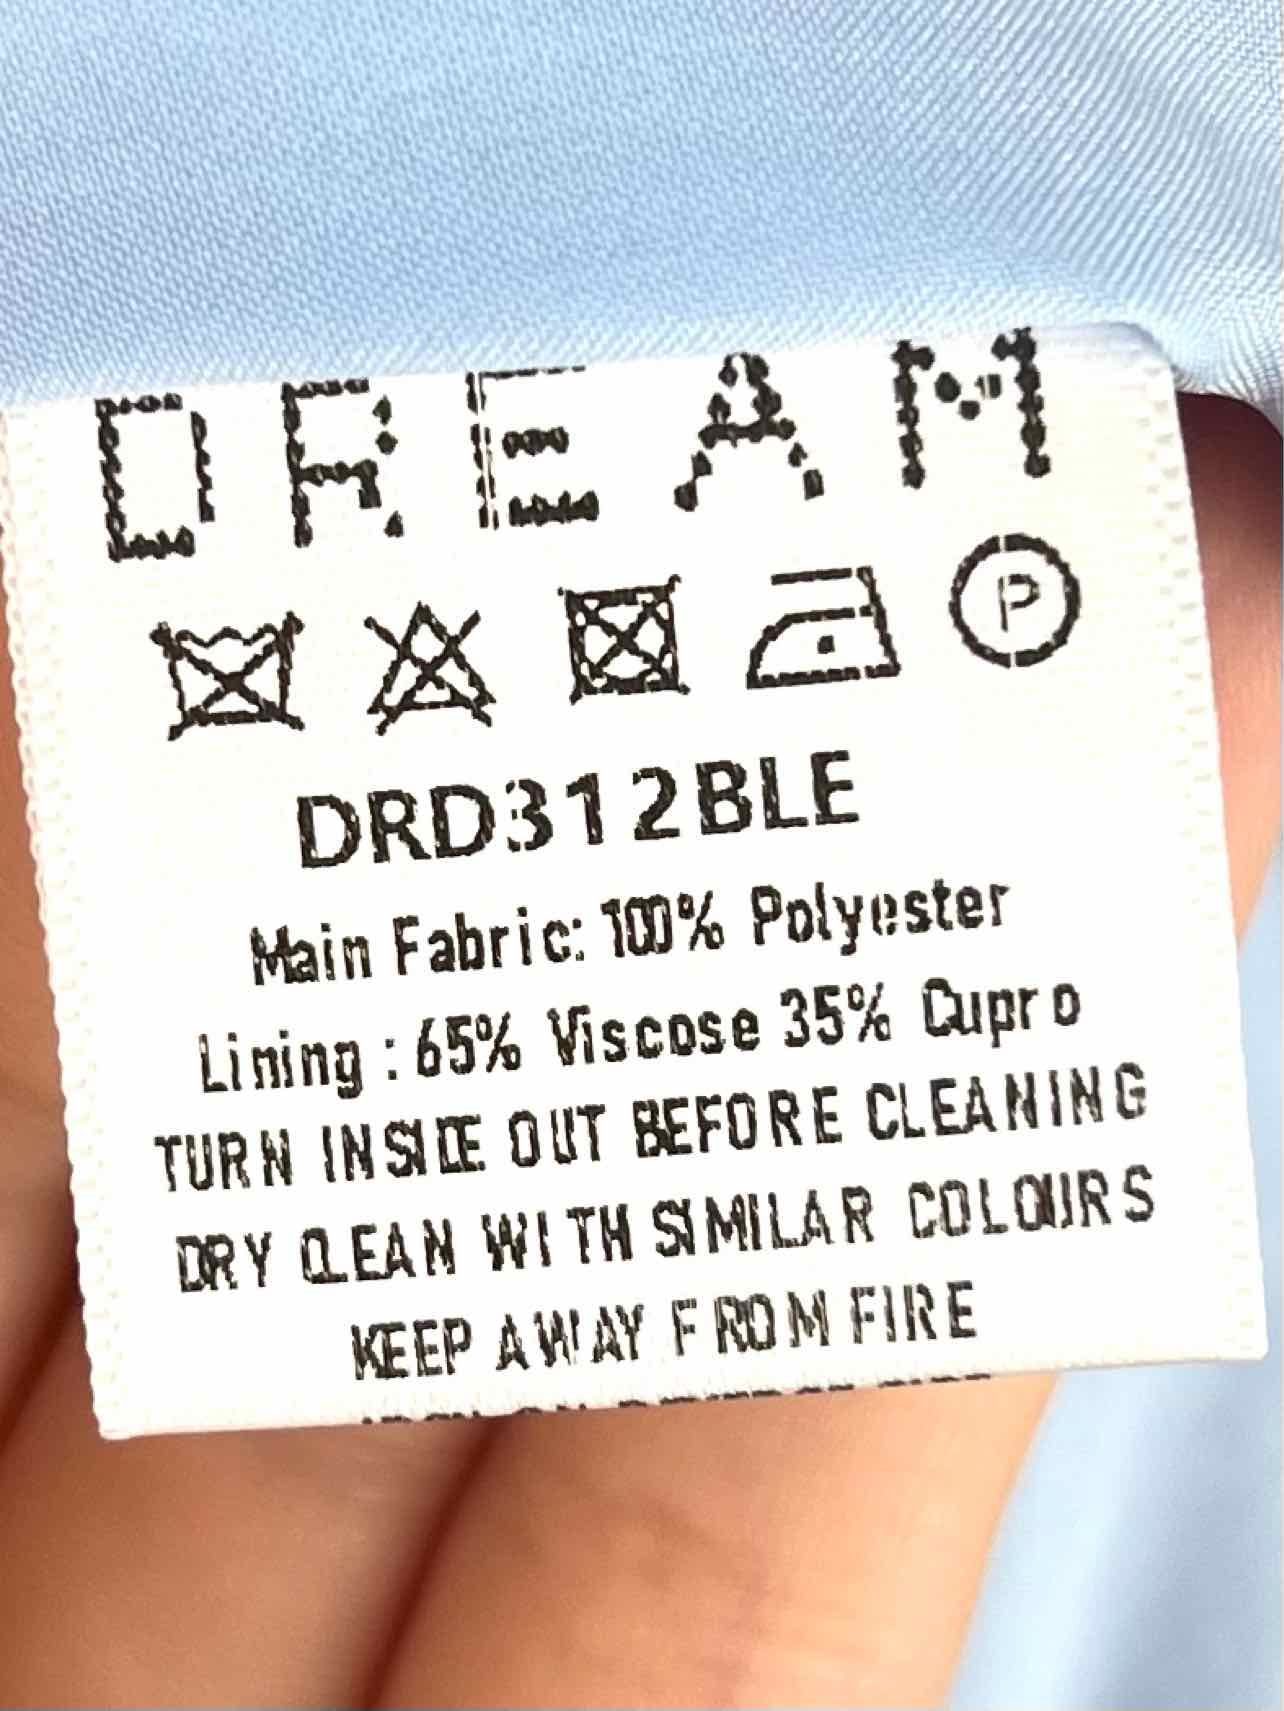 DREAM
P
DRD312BLE
Main Fabric: 100% Polyester
Lining : 65% Viscose 35% Cupro
TURN INSIDE OUT BEFORE CLEANING
DRY CLEAN WITH SIMILAR COLOURS
KEEP AWAY FROM FIRE